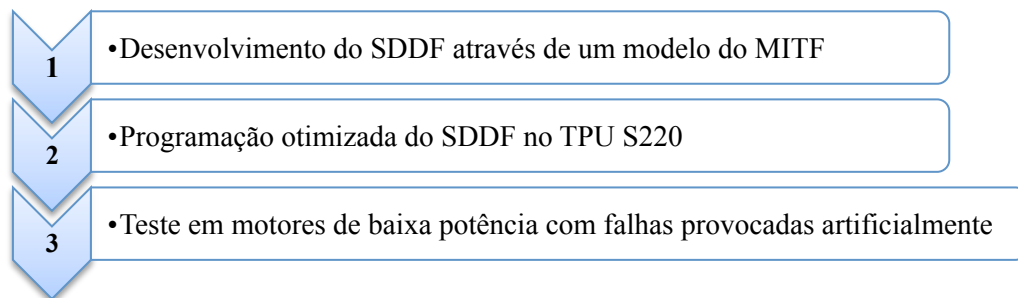 1
•Desenvolvimento do SDDF através de um modelo do MITF
2
•Programação otimizada do SDDF no TPU S220
3
•Teste em motores de baixa potência com falhas provocadas artificialmente